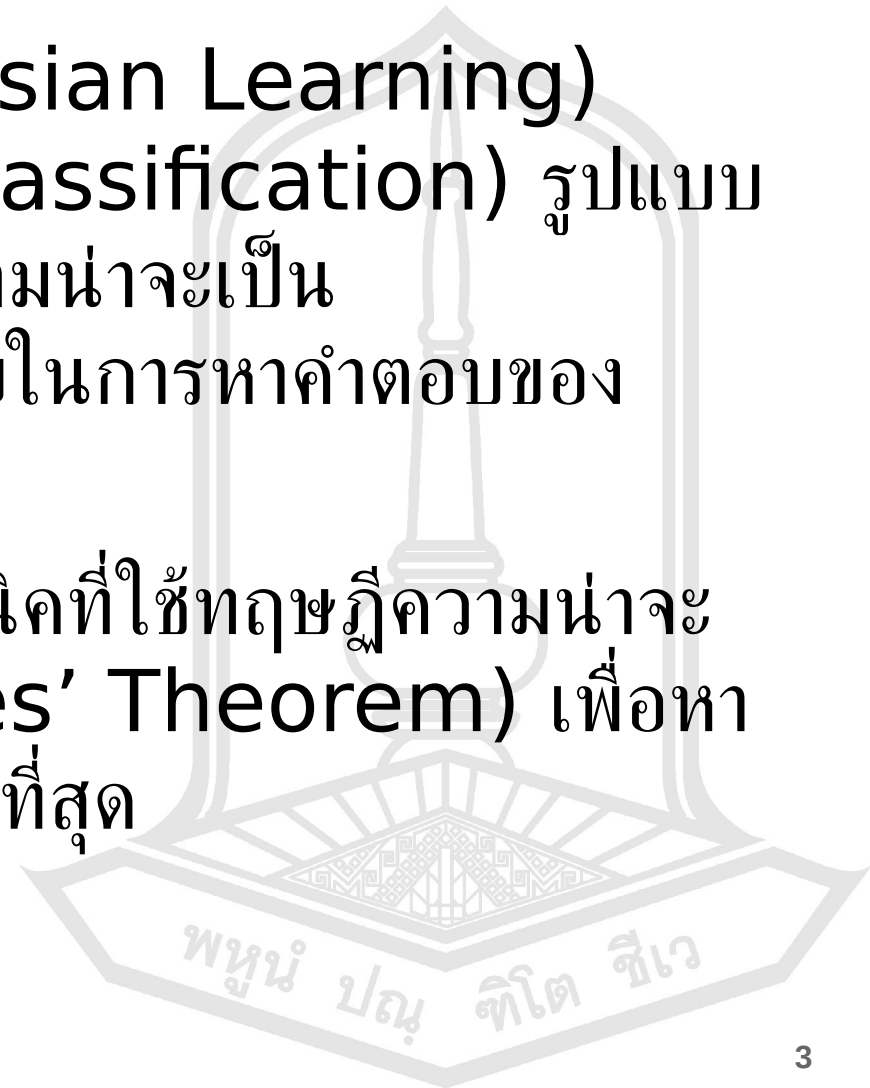 sian Learning)
assification) รูปแบบ
ามน่าจะเป็น
ในการหาคำตอบของ
นิคที่ใช้ทฤษฎีความน่าจะ
es’ Theorem) เพื่อหา
ที่สุด
พหูนํ ปณฺ ฑิโต ชีเว
3